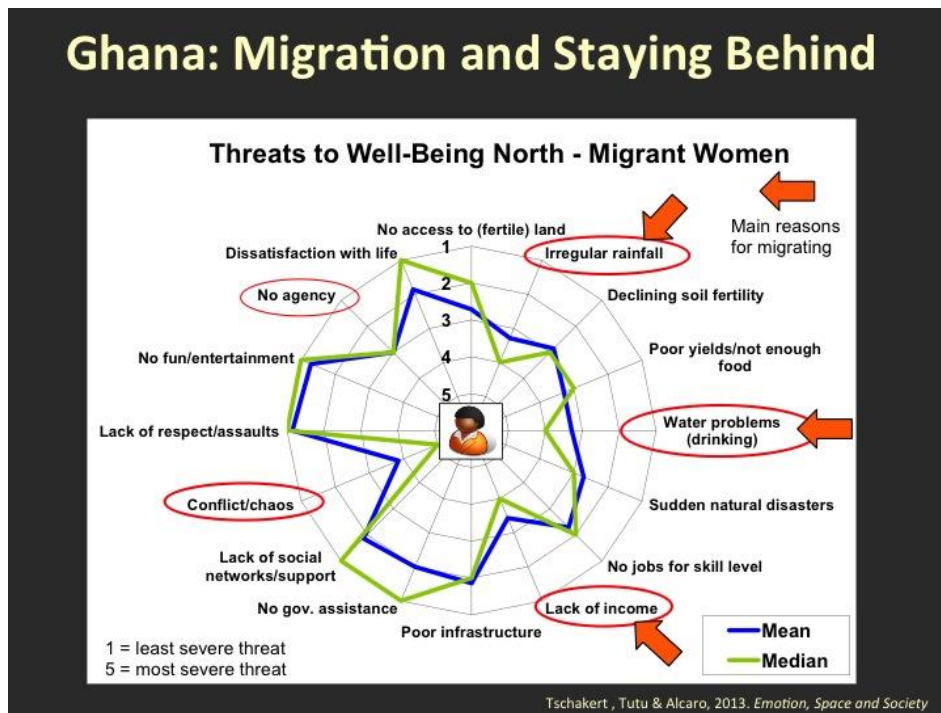 Ghana: Migration and Staying Behind
Threats to Well-Being North - Migrant Women
Main reasons
for migrating
No access to (fertile) land
Irregular rainfall
Declining soil fertility
Poor yields/not enough
food
Water problems
(drinking)
Sudden natural disasters
No jobs for skill level
Lack of income
Poor infrastructure
No gov. assistance
Lack of social
networks/support
Conflict/chaos
Lack of respect/assaults
No fun/entertainment
No agency
Dissatisfaction with life
1
2
3
4
5
1 = least severe threat
5 = most severe threat
Mean
Median
Tschakert , Tutu & Alcaro, 2013. Emotion, Space and Society